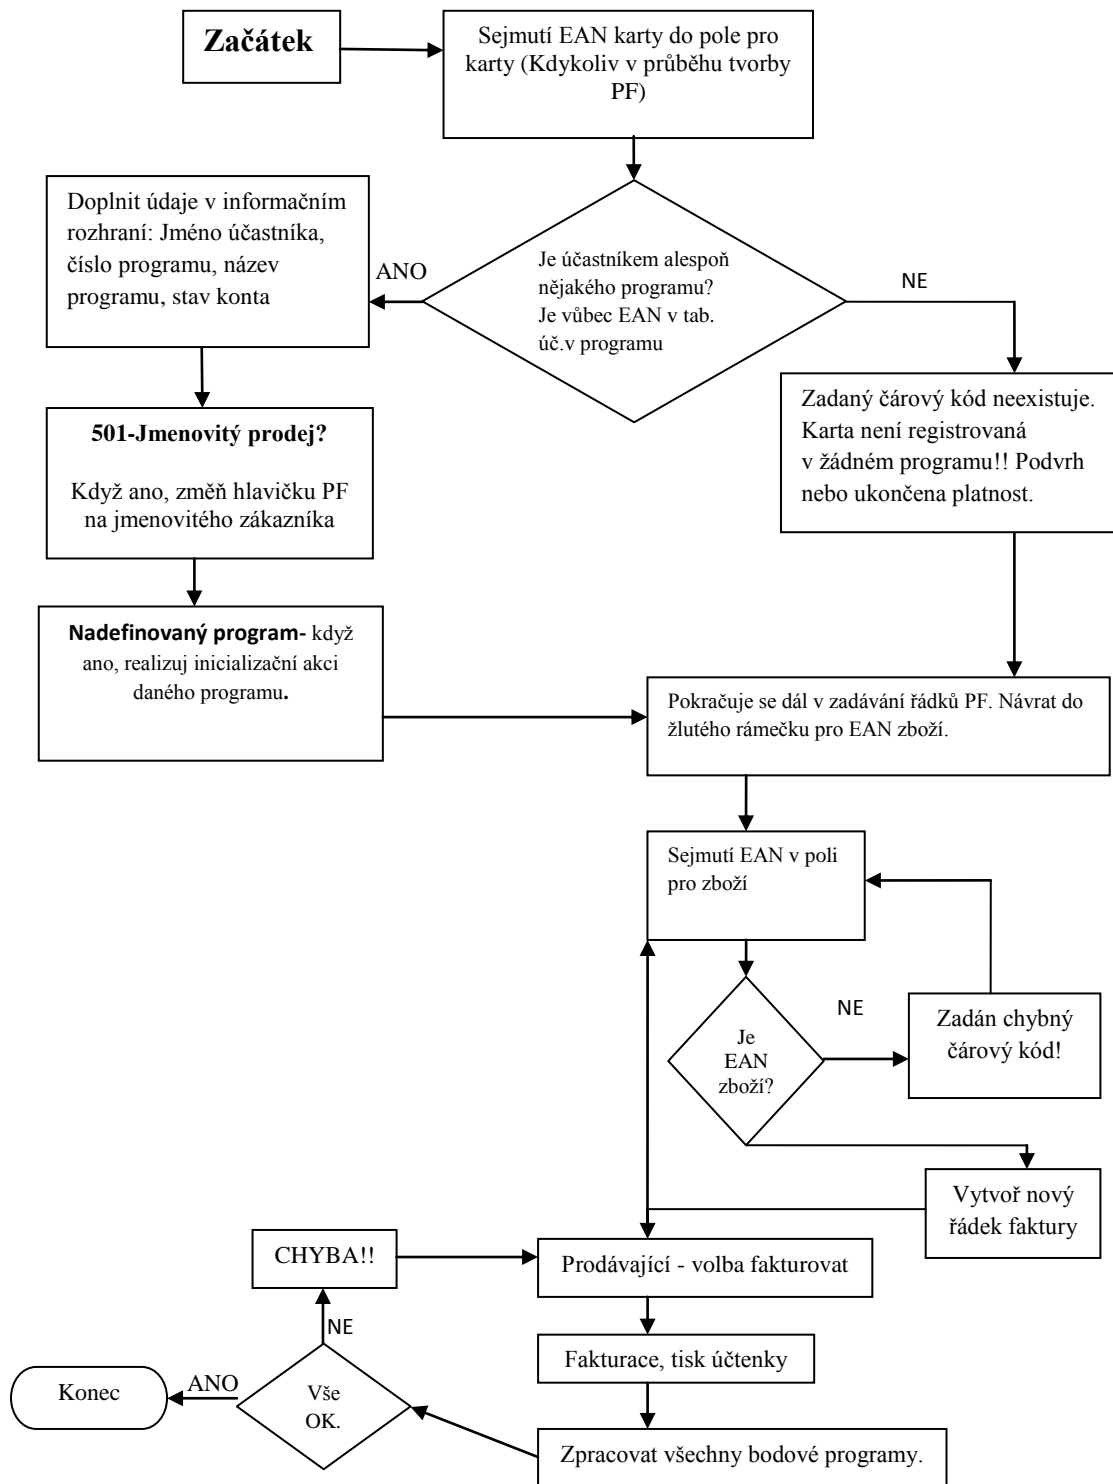 Začátek
Sejmutí EAN karty do pole pro
karty (Kdykoliv v průběhu tvorby
PF)
Doplnit údaje v informačním
rozhraní: Jméno účastníka,
číslo programu, název
programu, stav konta
ANO
Je účastníkem alespoň
nějakého programu?
Je vůbec EAN v tab.
úč.v programu
NE
Zadaný čárový kód neexistuje.
Karta není registrovaná
v žádném programu!! Podvrh
nebo ukončena platnost.
501-Jmenovitý prodej?
Když ano, změň hlavičku PF
na jmenovitého zákazníka
Nadefinovaný program- když
ano, realizuj inicializační akci
daného programu.
Pokračuje se dál v zadávání řádků PF. Návrat do
žlutého rámečku pro EAN zboží.
Sejmutí EAN v poli
pro zboží
Je
EAN
zboží?
NE
Zadán chybný
čárový kód!
Vytvoř nový
řádek faktury
CHYBA!!
Prodávající - volba fakturovat
NE
Fakturace, tisk účtenky
Konec
ANO
Vše
OK.
Zpracovat všechny bodové programy.